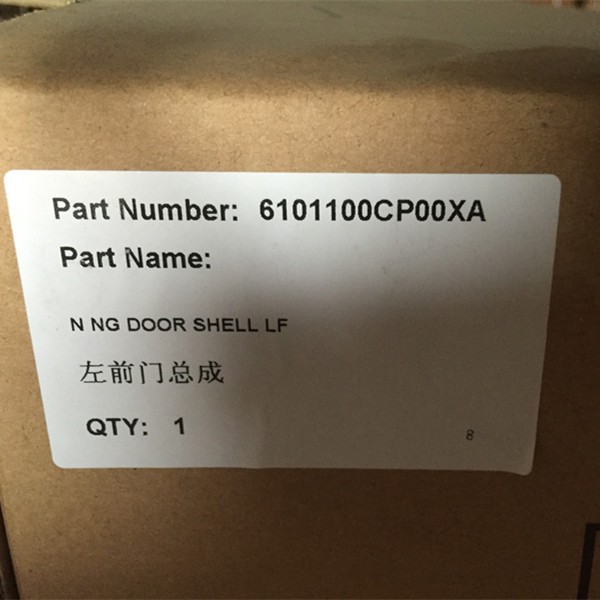 Part Number: 6101100CP00XA
Part Name:
N NG DOOR SHELL LF
左前门总成
QTY: 1
8